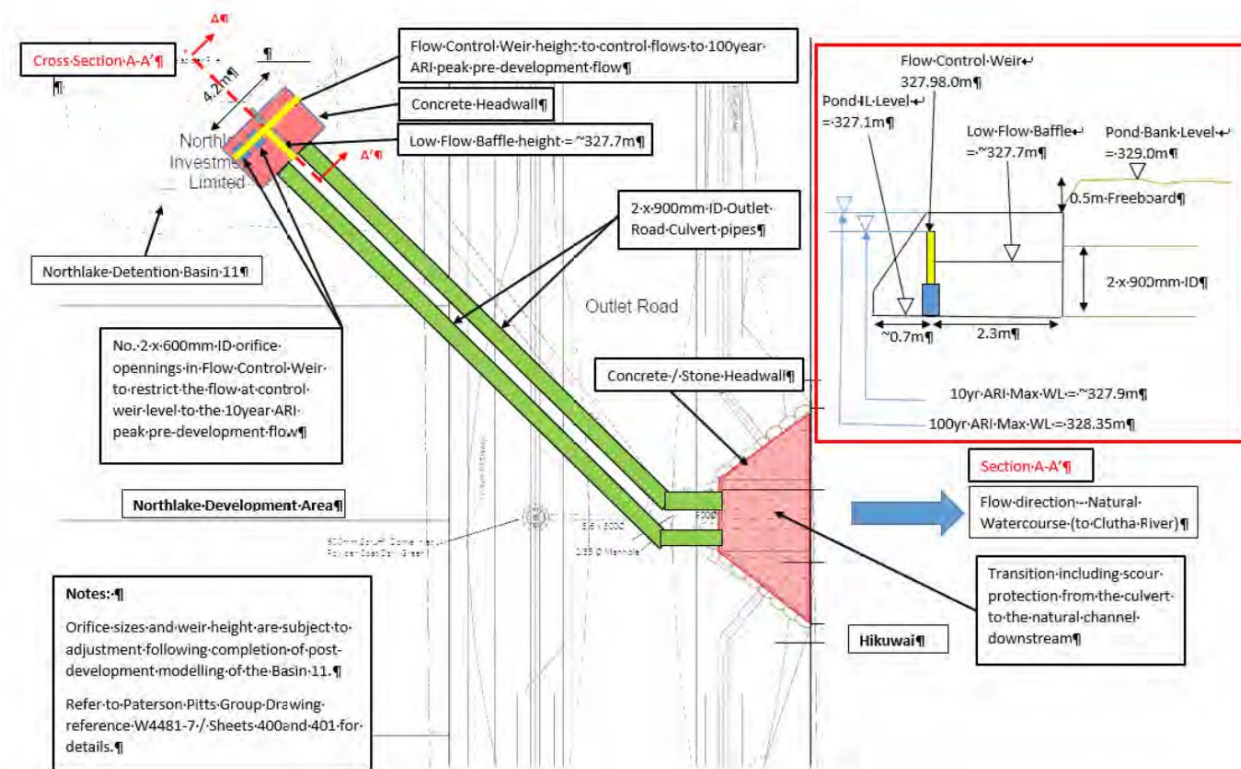 A¶
Cross·Section·A-A'¶
¶
¶
4.2m¶
Flow·Control·Weir·height·to·control·flows·to·100year·
ARI·peak·pre-development·flow¶
Concrete·Headwall¶
Low·Flow·Baffle·height·=·~327.7m¶
A'¶
Investme
Limited
2·x·900mm·ID·Outlet·
Road·Culvert·pipes¶
Northlake·Detention·Basin·11¶
Outlet Road
No.·2·x·600mm·ID·orifice·
opennings·in·Flow·Control·Weir·
to·restrict·the·flow·at·control·
weir·level·to·the·10year·ARI·
peak·pre-development·flow¶
Concrete·/·Stone·Headwall¶
Northlake·Development·Area¶
Notes:·¶
Orifice·sizes·and·weir·height·are·subject·to·
adjustment·following·completion·of·post-
development·modelling·of·the·Basin·11.¶
Refer·to·Paterson·Pitts·Group·Drawing·
reference·W4481-7·/·Sheets·400and·401·for·
details.¶
Flow·Control·Weir↵
327.98.0m¶
Pond·IL·Level·↵
=·327.1m¶
Low·Flow·Baffle↵
=·~327.7m¶
Pond·Bank·Level·↵
=·329.0m¶
0.5m·Freeboard¶
2·x·900mm·ID¶
~0.7m¶
2.3m¶
10yr·ARI·Max·WL·=·~327.9m¶
100yr·ARI·Max·WL·=·328.35m¶
Section·A-A'¶
Flow·direction·-·Natural·
Watercourse·(to·Clutha·River)¶
Transition·including·scour·
protection·from·the·culvert·
to·the·natural·channel·
downstream¶
Hikuwai¶